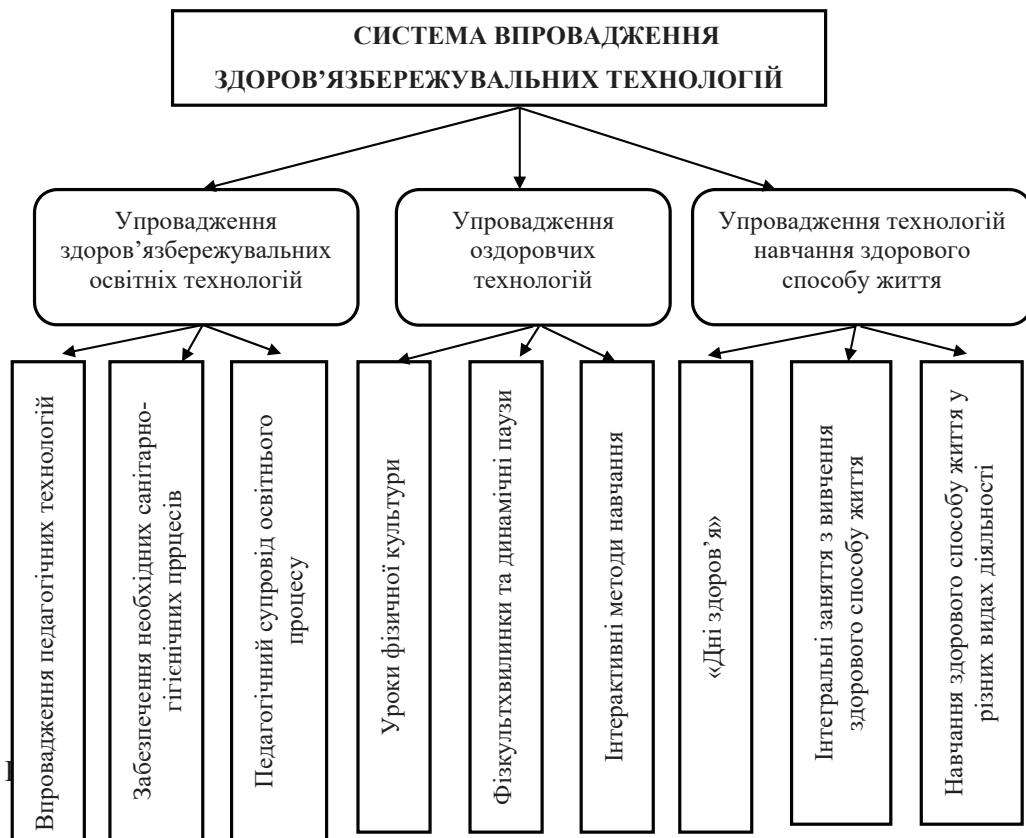 СИСТЕМА ВПРОВАДЖЕННЯ
ЗДОРОВ’ЯЗБЕРЕЖУВАЛЬНИХ ТЕХНОЛОГІЙ
Упровадження
здоров’язбережувальних
освітніх технологій
Упровадження
оздоровчих
технологій
Упровадження технологій
навчання здорового
способу життя
Впровадження педагогічних технологій
Забезпечення необхідних санітарно-
гігієнічних пррцесів
Педагогічний супровід освітнього
процесу
Уроки фізичної культури
Фізкультхвилинки та динамічні паузи
Інтерактивні методи навчання
«Дні здоров’я»
Інтегральні заняття з вивчення
здорового способу життя
Навчання здорового способу життя у
різних видах діяльності